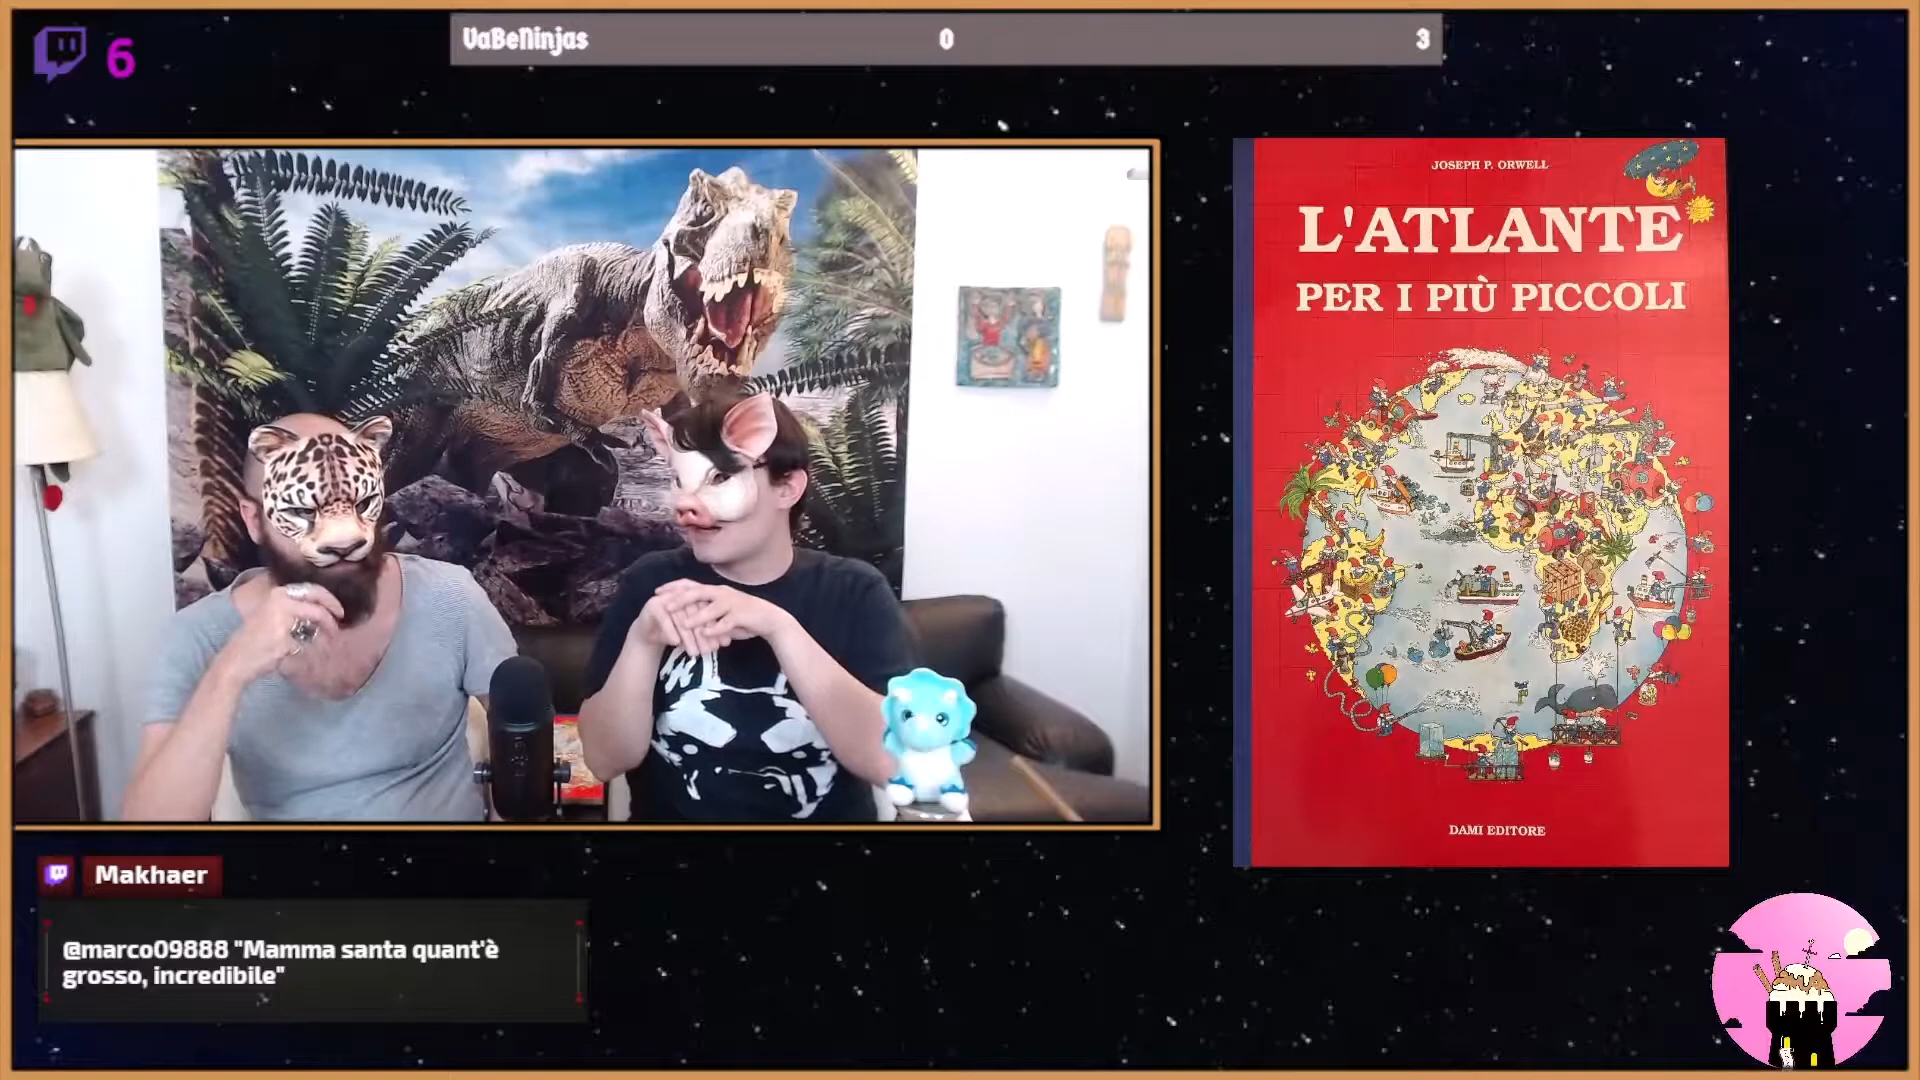 6
VaBeNinjas 0 3
JOSEPH P. ORWELL
L'ATLANTE
PER I PIÙ PICCOLI
DAMI EDITORE
Makhaer
@marco09888 "Mamma santa quant'è
grosso, incredibile"